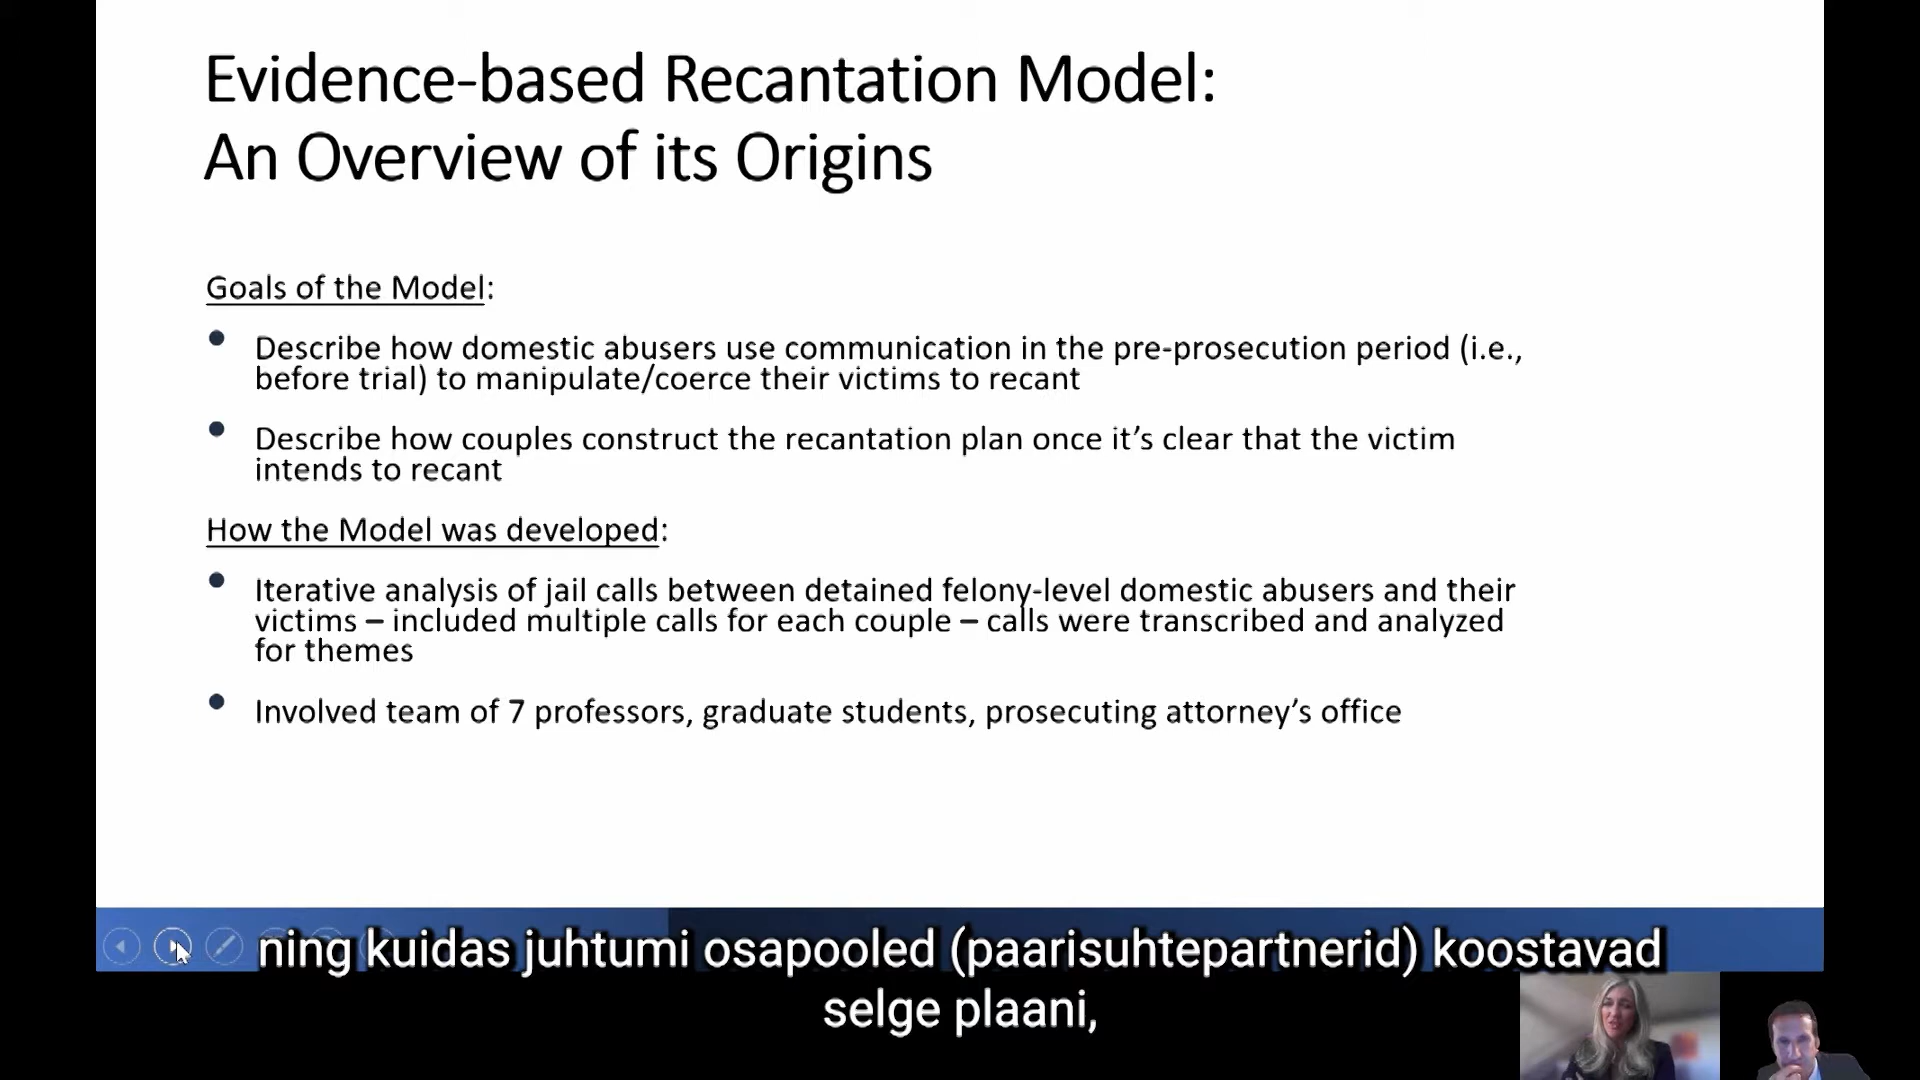 Evidence-based Recantation Model:
An Overview of its Origins
Goals of the Model:
• Describe how domestic abusers use communication in the pre-prosecution period (i.e.,
before trial) to manipulate/coerce their victims to recant
• Describe how couples construct the recantation plan once it’s clear that the victim
intends to recant
How the Model was developed:
• Iterative analysis of jail calls between detained felony-level domestic abusers and their
victims – included multiple calls for each couple – calls were transcribed and analyzed
for themes
• Involved team of 7 professors, graduate students, prosecuting attorney’s office
ning kuidas juhtumi osapooled (paarisuhtepartnerid) koostavad
selge plaani,